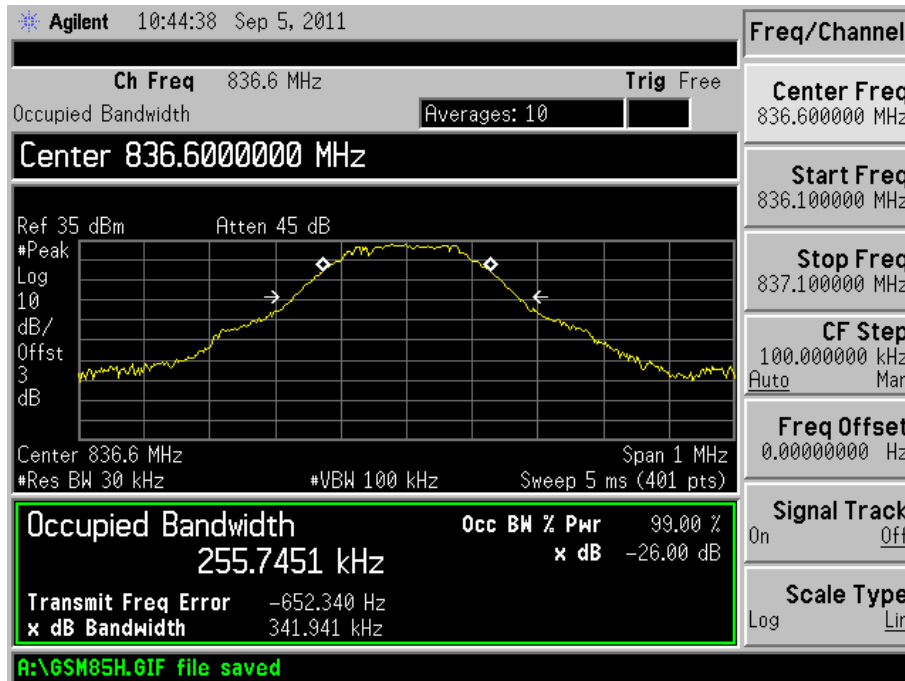 Agilent 10:44:38 Sep 5, 2011
Ch Freq 836.6 MHz Trig Free
Occupied Bandwidth Averages: 10
Center 836.6000000 MHz
Ref 35 dBm Atten 45 dB
#Peak
Log
10
dB/
Offst
3
dB
Center 836.6 MHz Span 1 MHz
#Res BW 30 kHz #VBW 100 kHz Sweep 5 ms (401 pts)
Occupied Bandwidth Occ BW % Pwr 99.00 %
255.7451 kHz x dB -26.00 dB
Transmit Freq Error -652.340 Hz
x dB Bandwidth 341.941 kHz
A:\GSM85H.GIF file saved
Freq/Channel
Center Freq
836.600000 MHz
Start Freq
836.100000 MHz
Stop Freq
837.100000 MHz
CF Step
100.000000 kHz
Auto Man
Freq Offset
0.00000000 Hz
Signal Track
On Off
Scale Type
Log Lin